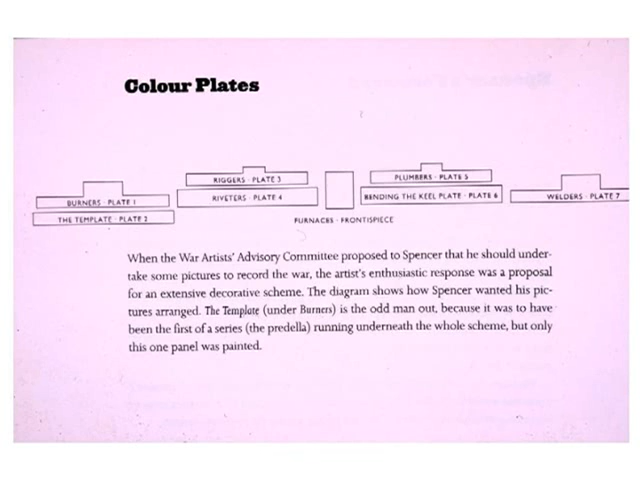 Colour Plates
RIGGERS · PLATE 3
PLUMBERS · PLATE 5
BURNERS · PLATE 1
RIVETERS · PLATE 4
BENDING THE KEEL PLATE · PLATE 6
WELDERS · PLATE 7
THE TEMPLATE · PLATE 2
FURNACES · FRONTISPIECE
When the War Artists' Advisory Committee proposed to Spencer that he should under-
take some pictures to record the war, the artist's enthusiastic response was a proposal
for an extensive decorative scheme. The diagram shows how Spencer wanted his pic-
tures arranged. The Template (under Burners) is the odd man out, because it was to have
been the first of a series (the predella) running underneath the whole scheme, but only
this one panel was painted.